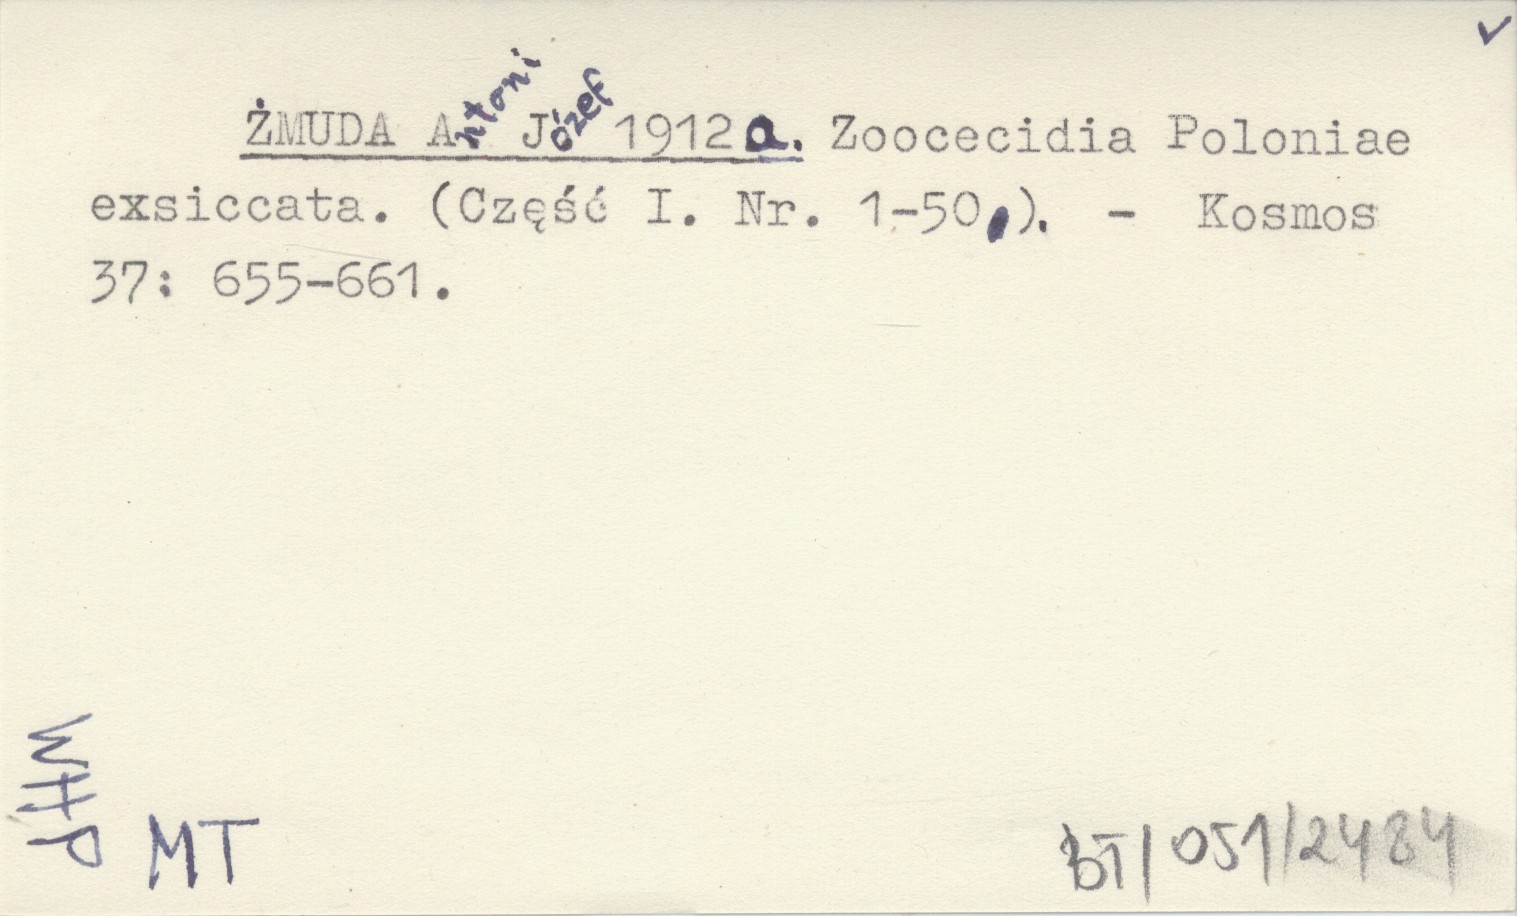 ŻMUDA Antoni Józef 1912a. Zoocecidia Poloniae
exsiccata. (Część I. Nr. 1-50). - Kosmos
37: 655-661.
WHP
MT
BT/051/2484